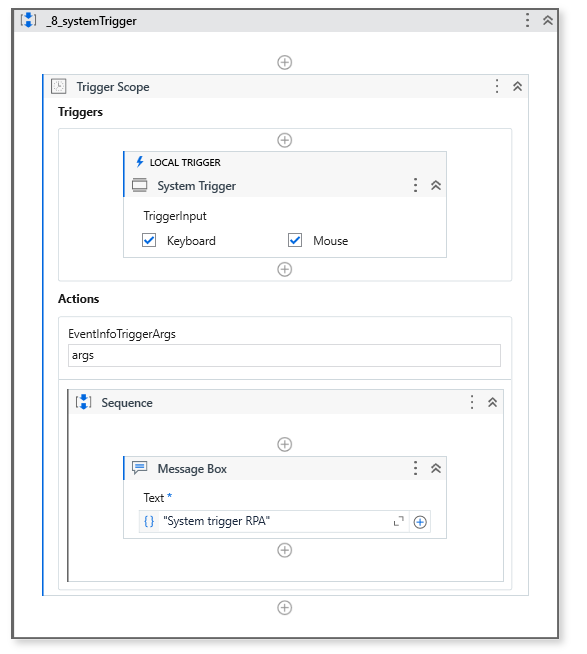 _8_systemTrigger
Trigger Scope
Triggers
LOCAL TRIGGER
System Trigger
TriggerInput
Keyboard Mouse
Actions
EventInfoTriggerArgs
args
Sequence
Message Box
Text *
{ } "System trigger RPA"